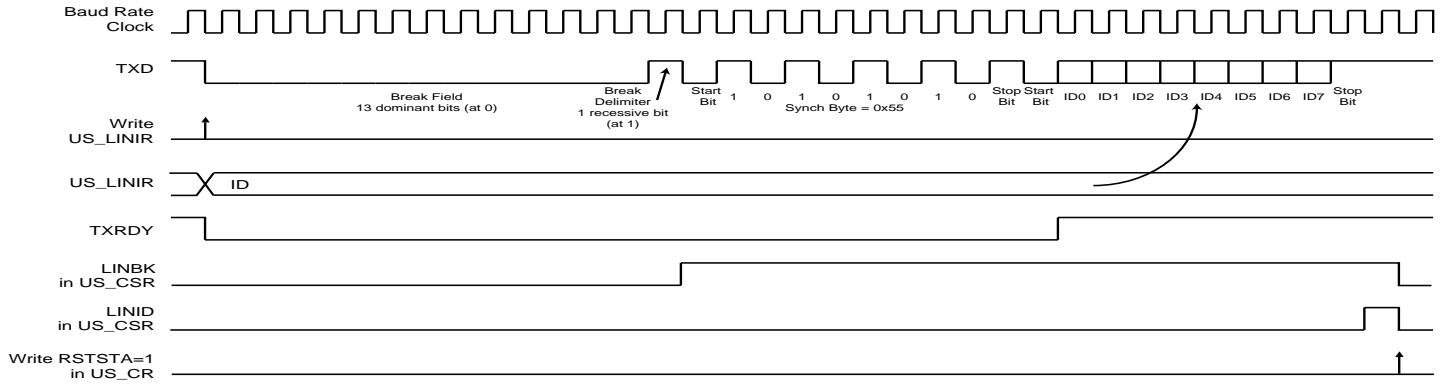 Baud Rate
Clock
TXD
Break Field
13 dominant bits (at 0)
Break
Delimiter
1 recessive bit
(at 1)
Start
Bit
1 0 1 0 1 0 1 0
Synch Byte = 0x55
Stop
Bit
Start
Bit
ID0 ID1 ID2 ID3 ID4 ID5 ID6 ID7
Stop
Bit
Write
US_LINIR
US_LINIR
ID
TXRDY
LINBK
in US_CSR
LINID
in US_CSR
Write RSTSTA=1
in US_CR